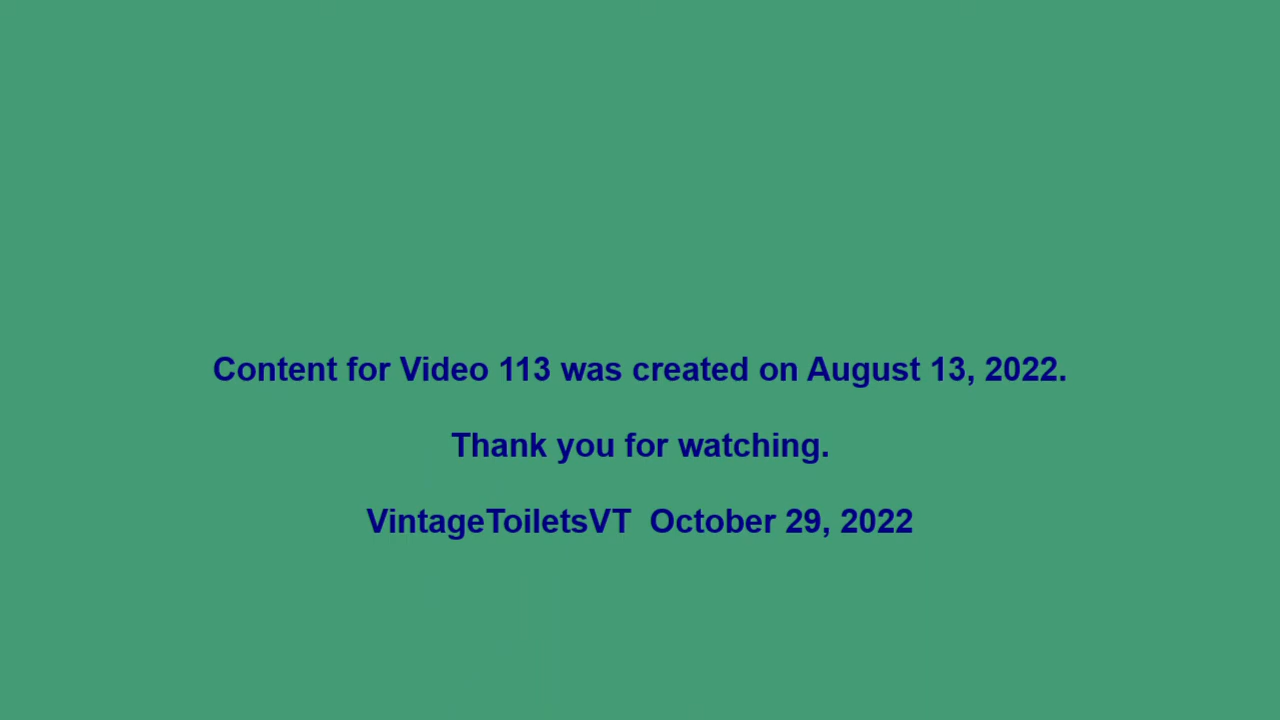 Content for Video 113 was created on August 13, 2022.
Thank you for watching.
VintageToiletsVT  October 29, 2022